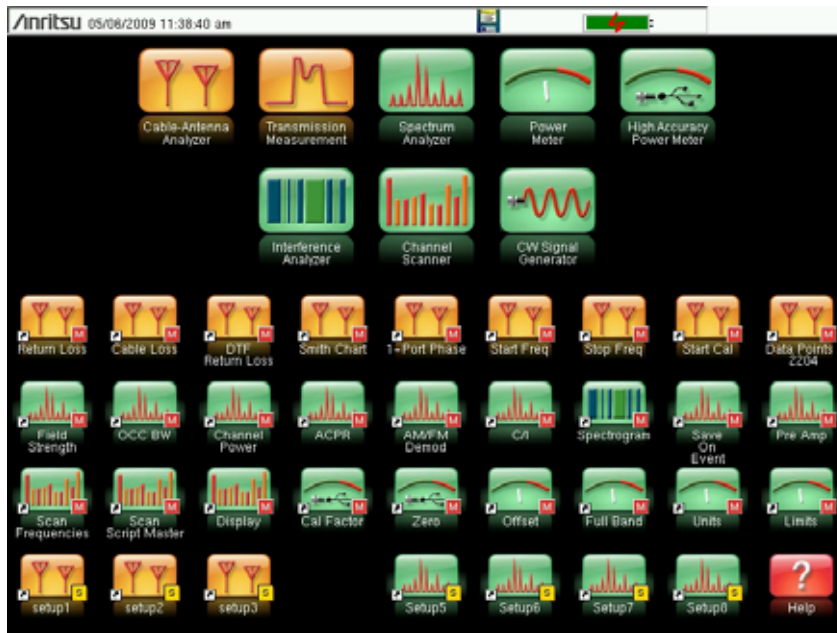 /inritsu 05/06/2009 11:38:40 am
Cable-Antenna Analyzer
Transmission Measurement
Spectrum Analyzer
Power Meter
High Accuracy Power Meter
Interference Analyzer
Channel Scanner
CW Signal Generator
Return Loss
Cable Loss
DTF Return Loss
Smith Chart
1-Port Phase
Start Freq
Stop Freq
Start Cal
Data Points 2204
Field Strength
OCC BW
Channel Power
ACPR
AM/FM Demod
C/I
Spectrogram
Save On Event
Pre Amp
Scan Frequencies
Scan Script Master
Display
Cal Factor
Zero
Offset
Full Band
Units
Limits
setup1
setup2
setup3
Setup5
Setup6
Setup7
Setup8
? Help